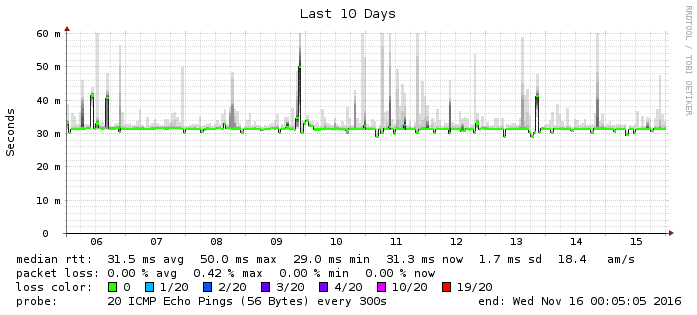 Last 10 Days
RRDTOOL / TOBI OETIKER
Seconds
60 m
50 m
40 m
30 m
20 m
10 m
0
06 07 08 09 10 11 12 13 14 15
median rtt: 31.5 ms avg 50.0 ms max 29.0 ms min 31.3 ms now 1.7 ms sd 18.4 am/s
packet loss: 0.00 % avg 0.42 % max 0.00 % min 0.00 % now
loss color: 0 1/20 2/20 3/20 4/20 10/20 19/20
probe: 20 ICMP Echo Pings (56 Bytes) every 300s end: Wed Nov 16 00:05:05 2016